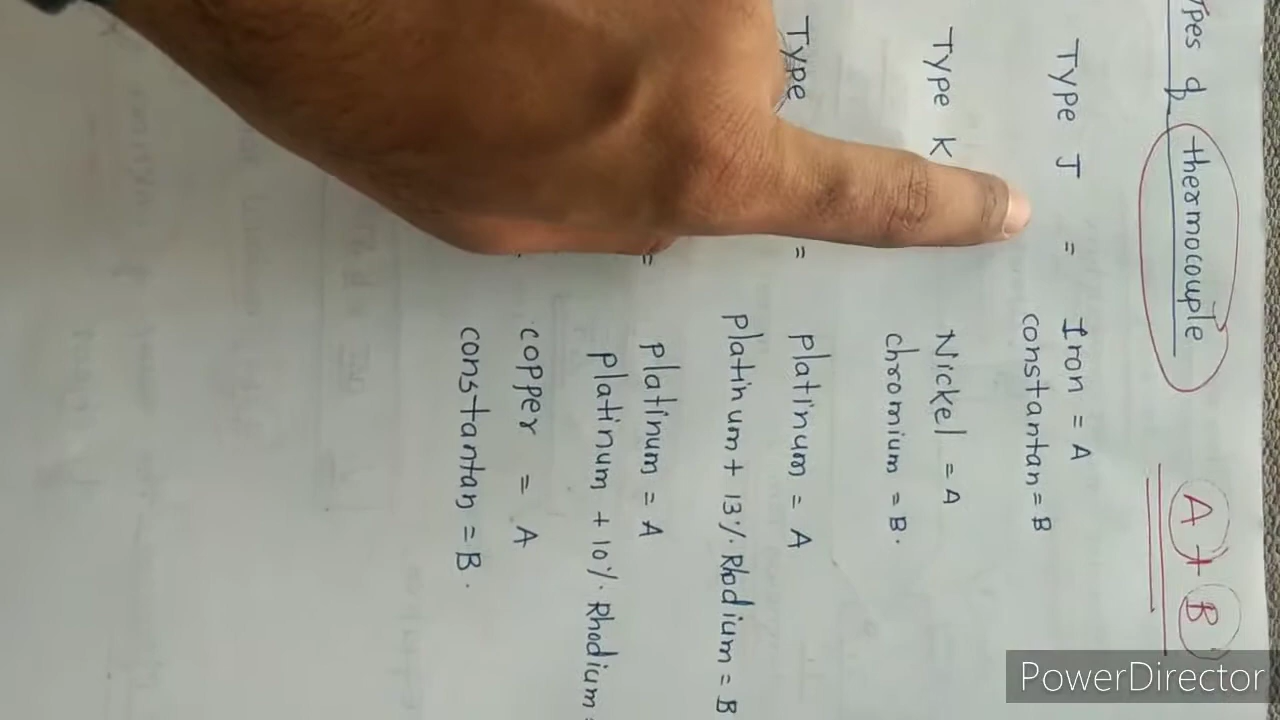 ypes of thermocouple A + B
Type J = Iron = A
constantan = B
Type K Nickel = A
chromium = B.
Type = platinum = A
platinum + 13%. Rhodium = B
= platinum = A
platinum + 10%. Rhodium =
copper = A
constantan = B.
PowerDirector